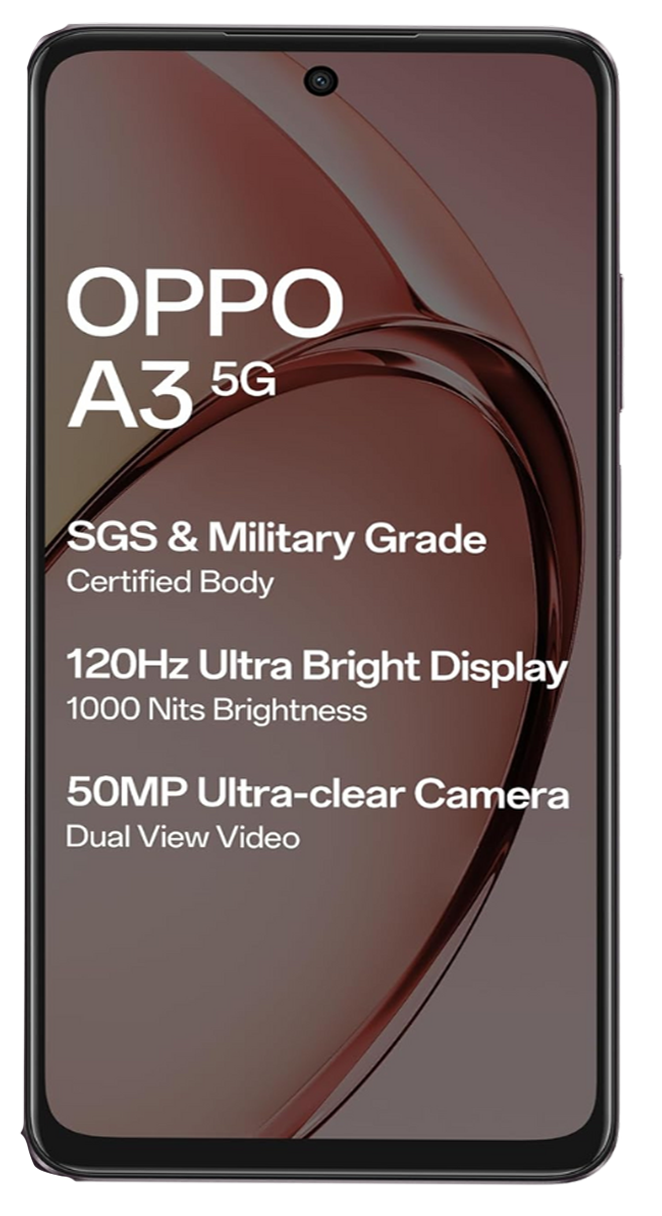 OPPO
A3 5G
SGS & Military Grade
Certified Body
120Hz Ultra Bright Display
1000 Nits Brightness
50MP Ultra-clear Camera
Dual View Video